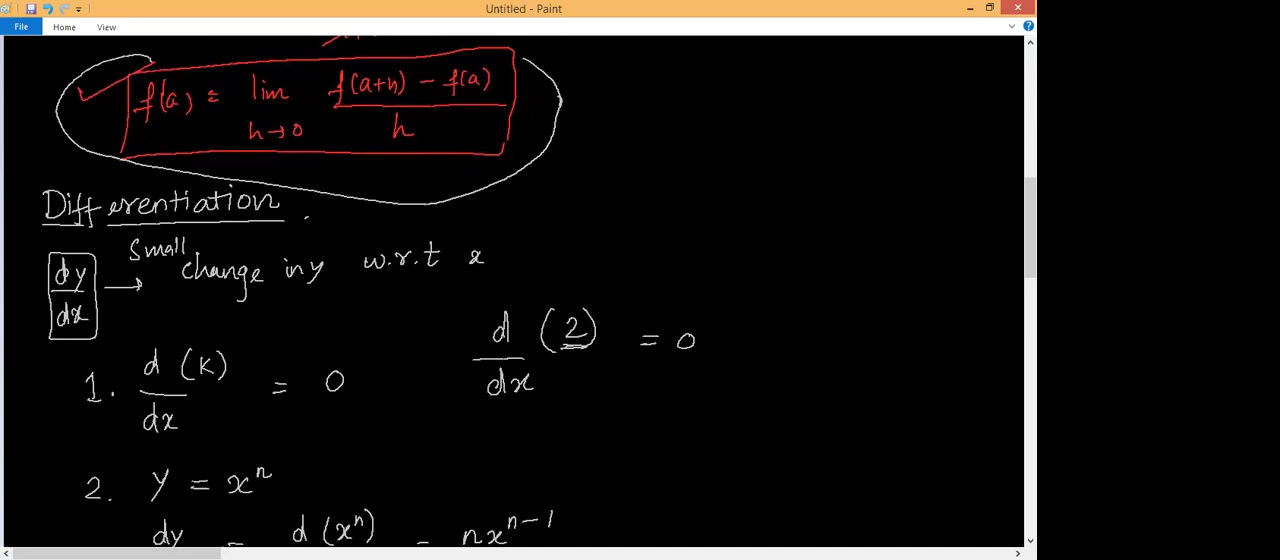 Untitled - Paint
File Home View
f(a) = lim h→0 f(a+h) - f(a) / h
Differentiation .
dy/dx → Small change in y w.r.t x
1. d/dx (K) = 0
d/dx (2) = 0
2. y = x^n
dy = d (x^n) = nx^{n-1}